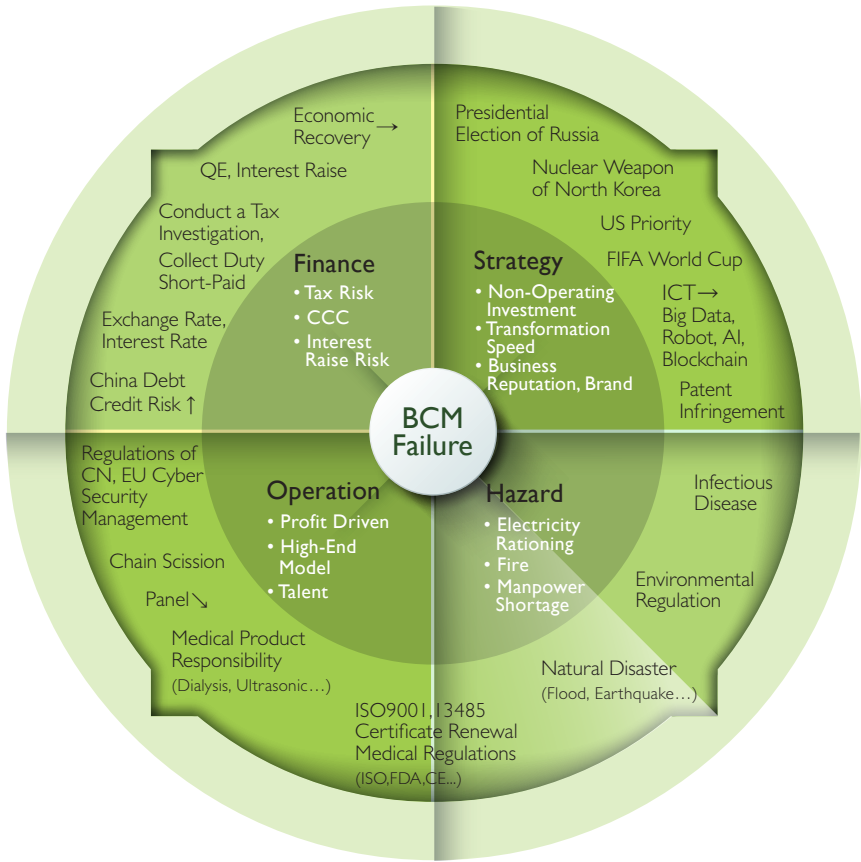 Economic
Recovery →
QE, Interest Raise
Conduct a Tax
Investigation,
Collect Duty
Short-Paid
Exchange Rate,
Interest Rate
China Debt
Credit Risk ↑
Finance
• Tax Risk
• CCC
• Interest
Raise Risk
Presidential
Election of Russia
Nuclear Weapon
of North Korea
US Priority
FIFA World Cup
ICT→
Big Data,
Robot, AI,
Blockchain
Patent
Infringement
Strategy
• Non-Operating
Investment
• Transformation
Speed
• Business
Reputation, Brand
BCM
Failure
Regulations of
CN, EU Cyber
Security
Management
Chain Scission
Panel↘
Medical Product
Responsibility
(Dialysis, Ultrasonic...)
Operation
• Profit Driven
• High-End
Model
• Talent
Hazard
• Electricity
Rationing
• Fire
• Manpower
Shortage
Infectious
Disease
Environmental
Regulation
Natural Disaster
(Flood, Earthquake...)
ISO9001,13485
Certificate Renewal
Medical Regulations
(ISO,FDA,CE...)